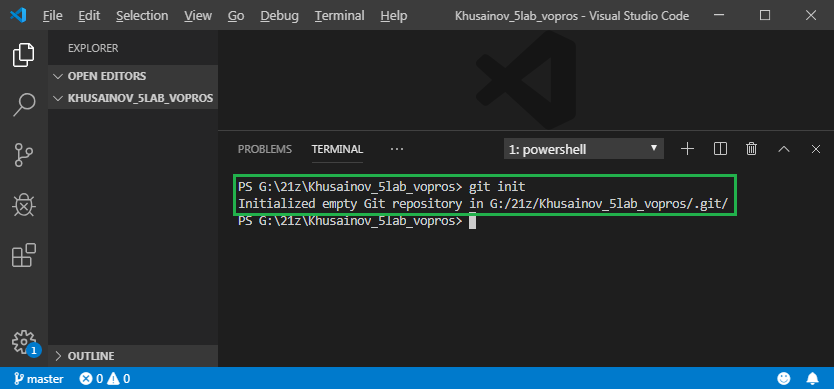 File Edit Selection View Go Debug Terminal Help Khusainov_5lab_vopros - Visual Studio Code
EXPLORER
OPEN EDITORS
KHUSAINOV_5LAB_VOPROS
OUTLINE
PROBLEMS TERMINAL ··· 1: powershell
PS G:\21z\Khusainov_5lab_vopros> git init
Initialized empty Git repository in G:/21z/Khusainov_5lab_vopros/.git/
PS G:\21z\Khusainov_5lab_vopros>
1
master 0 0